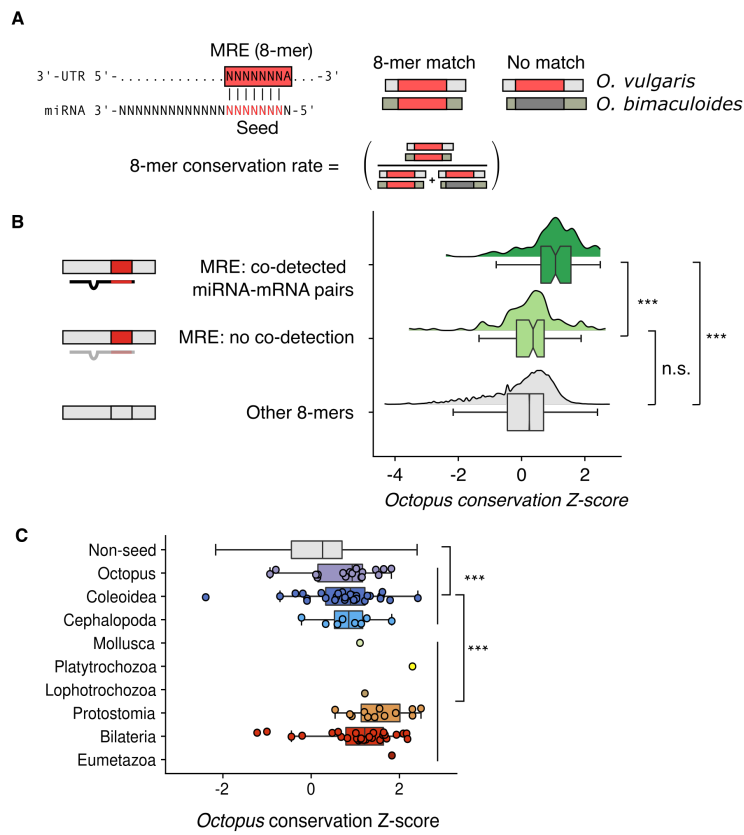 A
MRE (8-mer)
3'-UTR 5'-.............NNNNNNNA...-3'
miRNA 3'-NNNNNNNNNNNNNNNNNNNNN-5'
Seed
8-mer match
No match
O. vulgaris
O. bimaculoides
8-mer conservation rate =
+
B
MRE: co-detected
miRNA-mRNA pairs
MRE: no co-detection
Other 8-mers
***
n.s.
***
-4 -2 0 2
Octopus conservation Z-score
C
Non-seed
Octopus
Coleoidea
Cephalopoda
Mollusca
Platytrochozoa
Lophotrochozoa
Protostomia
Bilateria
Eumetazoa
***
***
-2 0 2
Octopus conservation Z-score